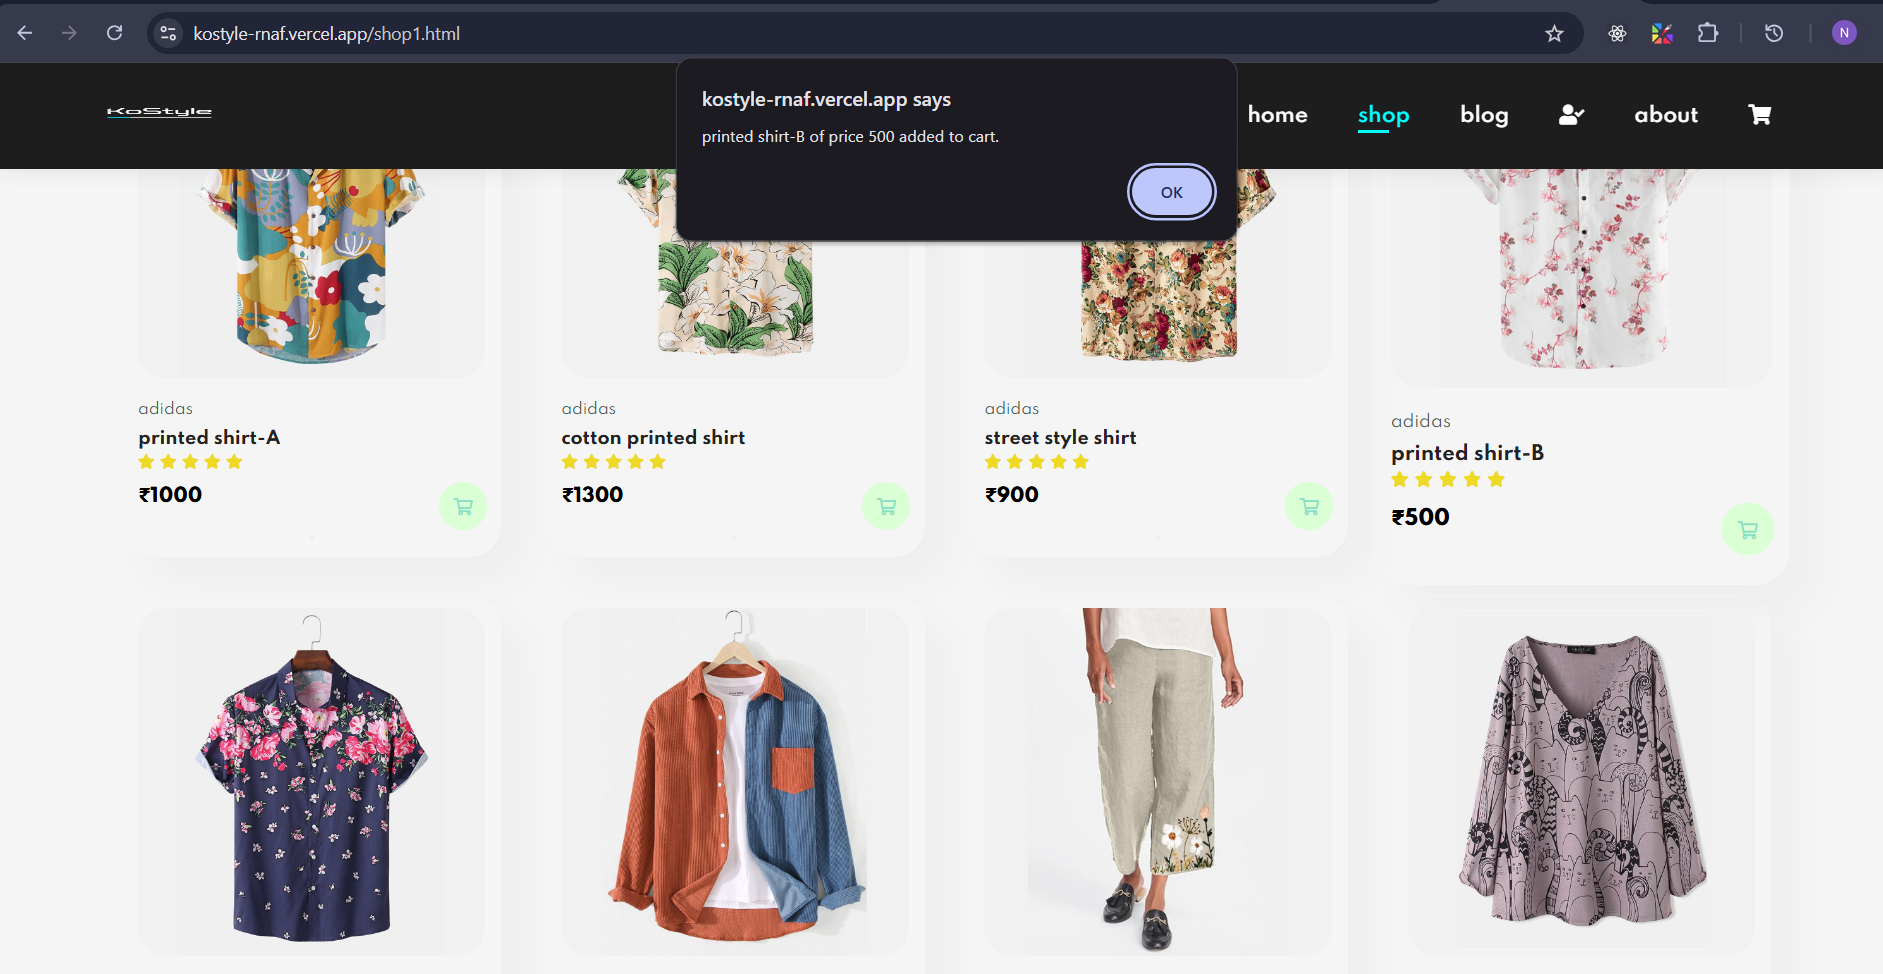 kostyle-rnaf.vercel.app/shop1.html
N
KoStyle
home shop blog about
kostyle-rnaf.vercel.app says
printed shirt-B of price 500 added to cart.
OK
adidas
printed shirt-A
₹1000
adidas
cotton printed shirt
₹1300
adidas
street style shirt
₹900
adidas
printed shirt-B
₹500